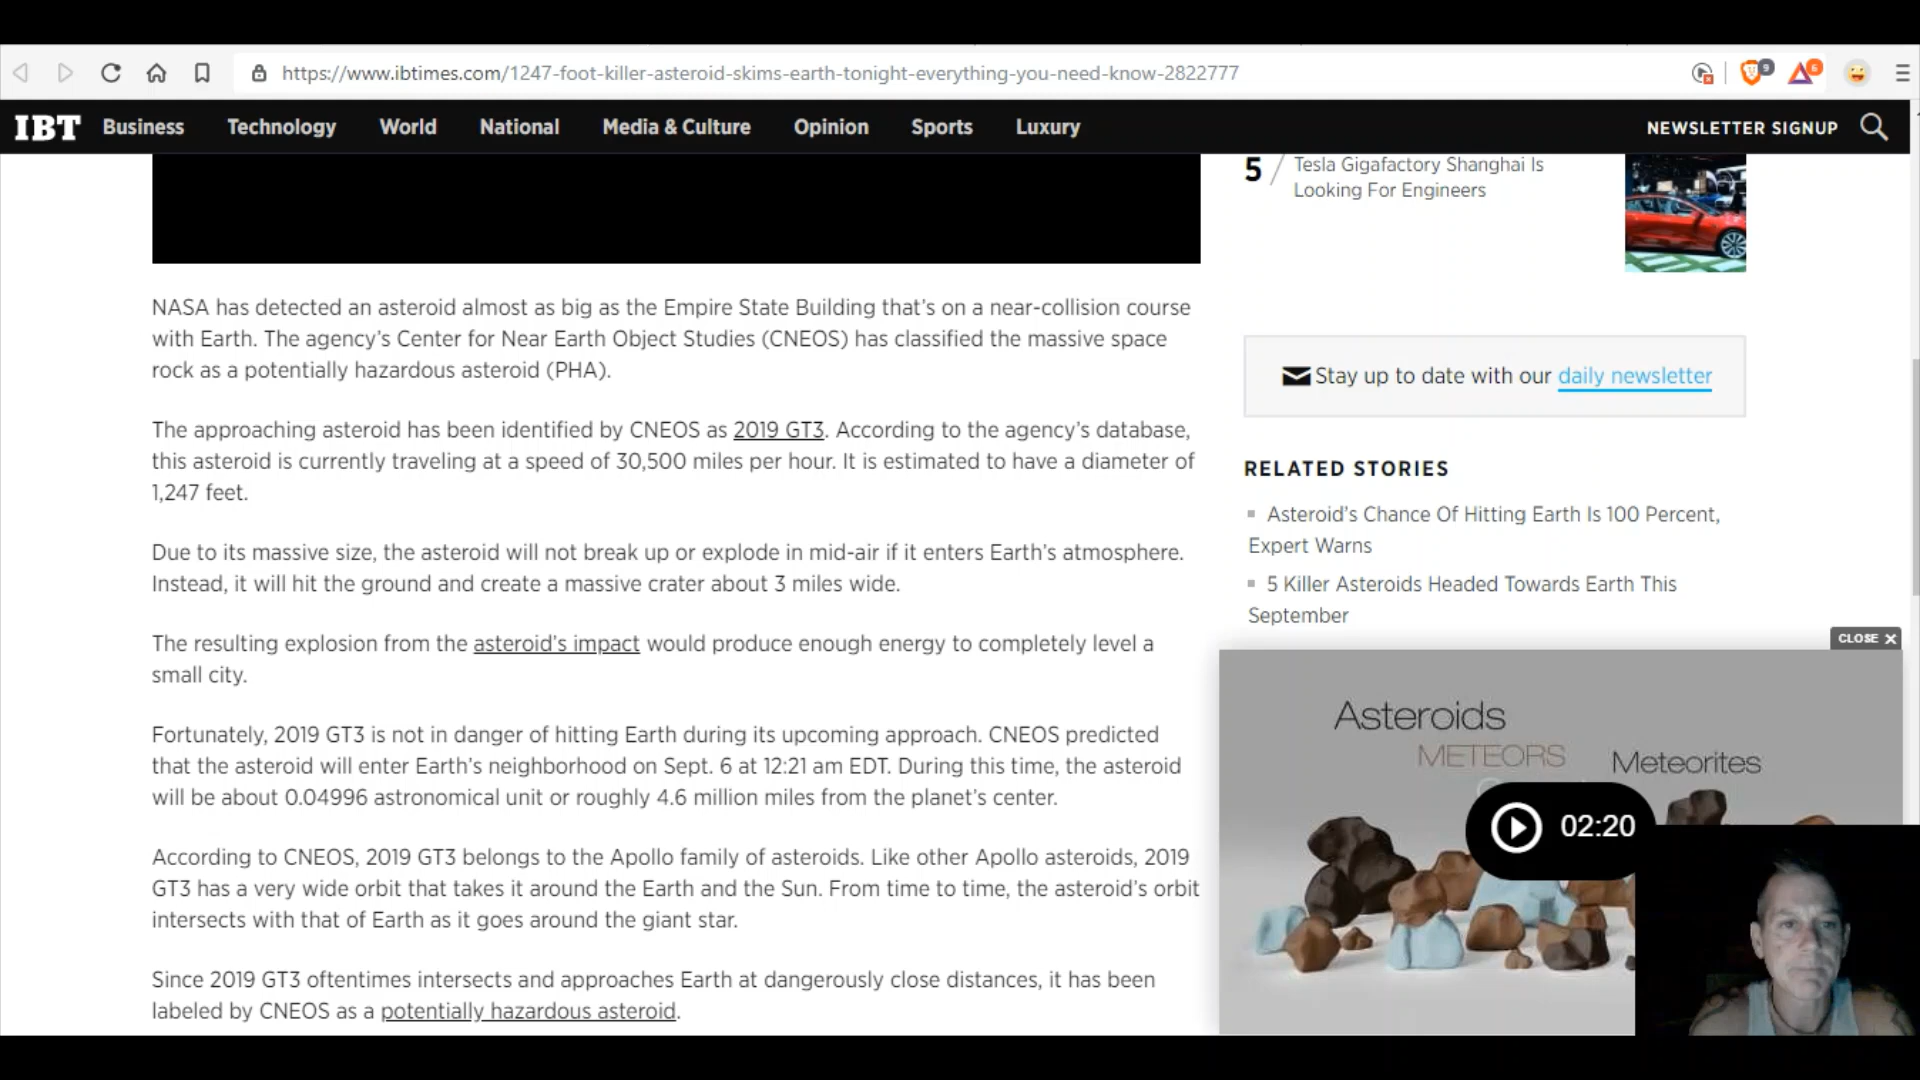 https://www.ibtimes.com/1247-foot-killer-asteroid-skims-earth-tonight-everything-you-need-know-2822777
9
6
IBT Business Technology World National Media & Culture Opinion Sports Luxury NEWSLETTER SIGNUP
NASA has detected an asteroid almost as big as the Empire State Building that's on a near-collision course
with Earth. The agency's Center for Near Earth Object Studies (CNEOS) has classified the massive space
rock as a potentially hazardous asteroid (PHA).
The approaching asteroid has been identified by CNEOS as 2019 GT3. According to the agency's database,
this asteroid is currently traveling at a speed of 30,500 miles per hour. It is estimated to have a diameter of
1,247 feet.
Due to its massive size, the asteroid will not break up or explode in mid-air if it enters Earth's atmosphere.
Instead, it will hit the ground and create a massive crater about 3 miles wide.
The resulting explosion from the asteroid's impact would produce enough energy to completely level a
small city.
Fortunately, 2019 GT3 is not in danger of hitting Earth during its upcoming approach. CNEOS predicted
that the asteroid will enter Earth's neighborhood on Sept. 6 at 12:21 am EDT. During this time, the asteroid
will be about 0.04996 astronomical unit or roughly 4.6 million miles from the planet's center.
According to CNEOS, 2019 GT3 belongs to the Apollo family of asteroids. Like other Apollo asteroids, 2019
GT3 has a very wide orbit that takes it around the Earth and the Sun. From time to time, the asteroid's orbit
intersects with that of Earth as it goes around the giant star.
Since 2019 GT3 oftentimes intersects and approaches Earth at dangerously close distances, it has been
labeled by CNEOS as a potentially hazardous asteroid.
5 / Tesla Gigafactory Shanghai Is
Looking For Engineers
Stay up to date with our daily newsletter
RELATED STORIES
Asteroid's Chance Of Hitting Earth Is 100 Percent,
Expert Warns
5 Killer Asteroids Headed Towards Earth This
September
CLOSE X
Asteroids
METEORS
Meteorites
02:20